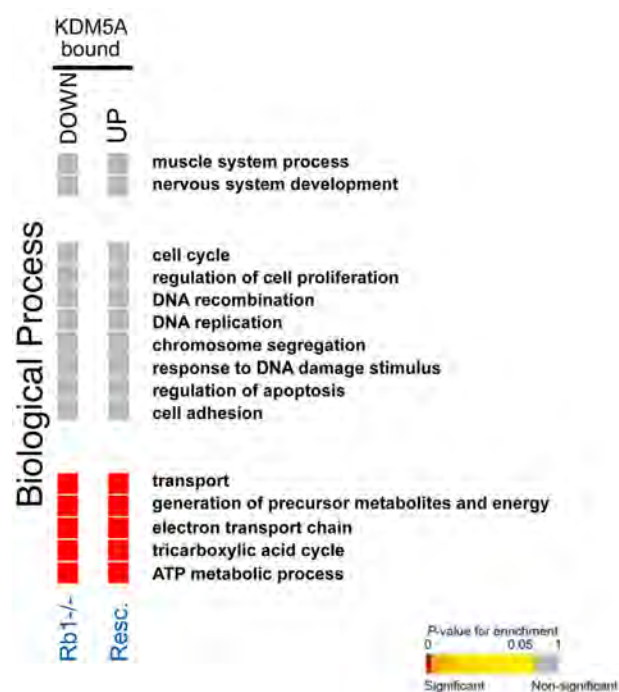 KDM5A
bound
DOWN
UP
muscle system process
nervous system development
Biological Process
cell cycle
regulation of cell proliferation
DNA recombination
DNA replication
chromosome segregation
response to DNA damage stimulus
regulation of apoptosis
cell adhesion
transport
generation of precursor metabolites and energy
electron transport chain
tricarboxylic acid cycle
ATP metabolic process
Rb1-/-
Resc.
P-value for enrichment
0 0.05 1
Significant Non-significant